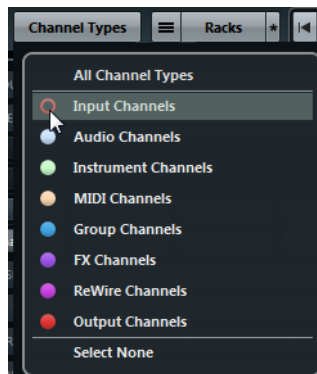 Channel Types Racks *
All Channel Types
Input Channels
Audio Channels
Instrument Channels
MIDI Channels
Group Channels
FX Channels
ReWire Channels
Output Channels
Select None